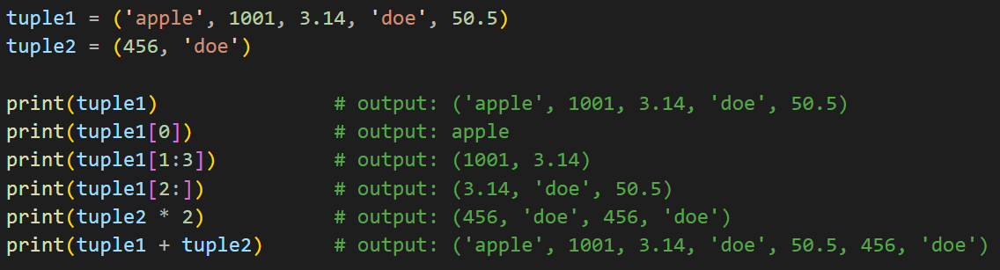 tuple1 = ('apple', 1001, 3.14, 'doe', 50.5)
tuple2 = (456, 'doe')

print(tuple1)               # output: ('apple', 1001, 3.14, 'doe', 50.5)
print(tuple1[0])            # output: apple
print(tuple1[1:3])          # output: (1001, 3.14)
print(tuple1[2:])           # output: (3.14, 'doe', 50.5)
print(tuple2 * 2)           # output: (456, 'doe', 456, 'doe')
print(tuple1 + tuple2)      # output: ('apple', 1001, 3.14, 'doe', 50.5, 456, 'doe')